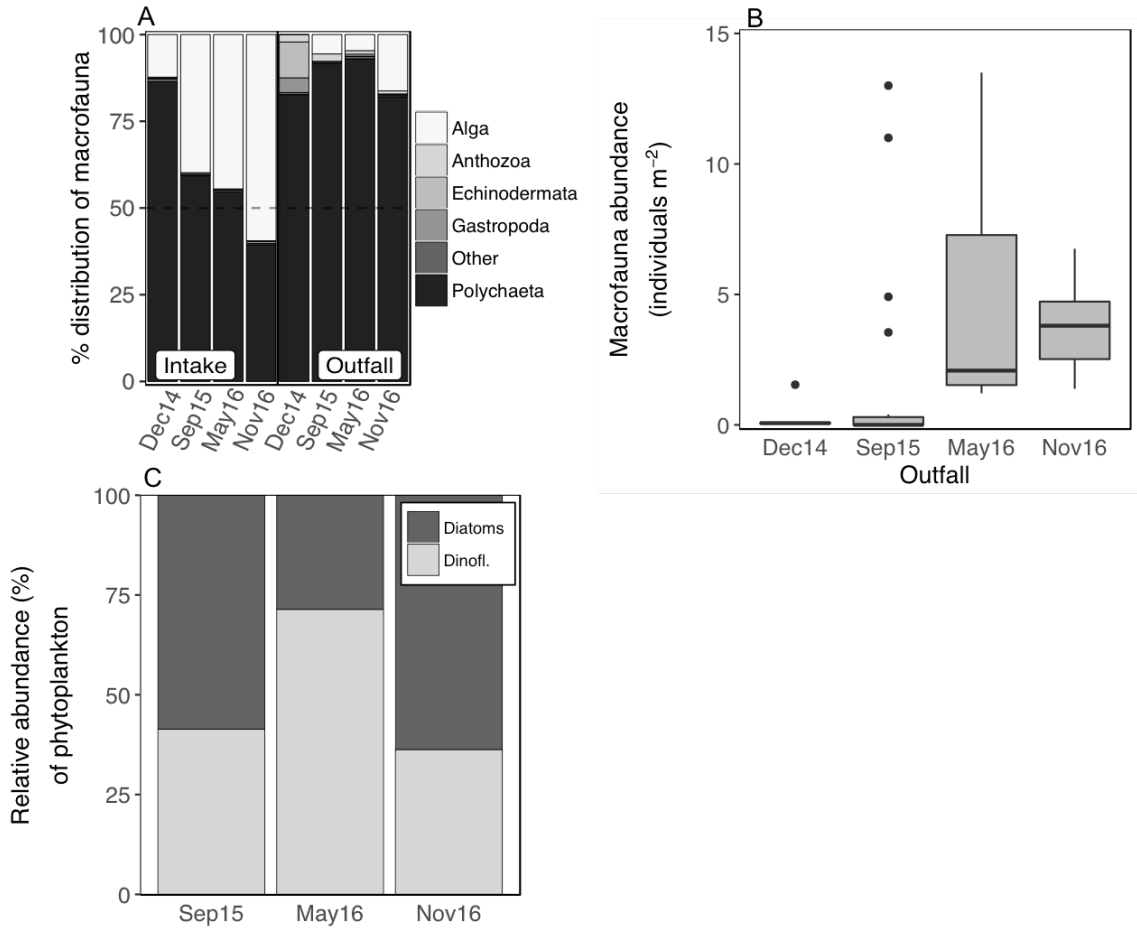 A
% distribution of macrofauna
100
75
50
25
0
Intake
Outfall
Dec14
Sep15
May16
Nov16
Dec14
Sep15
May16
Nov16
Alga
Anthozoa
Echinodermata
Gastropoda
Other
Polychaeta
B
Macrofauna abundance
(individuals m⁻²)
15
10
5
0
Dec14
Sep15
May16
Nov16
Outfall
C
Relative abundance (%)
of phytoplankton
100
75
50
25
0
Diatoms
Dinofl.
Sep15
May16
Nov16